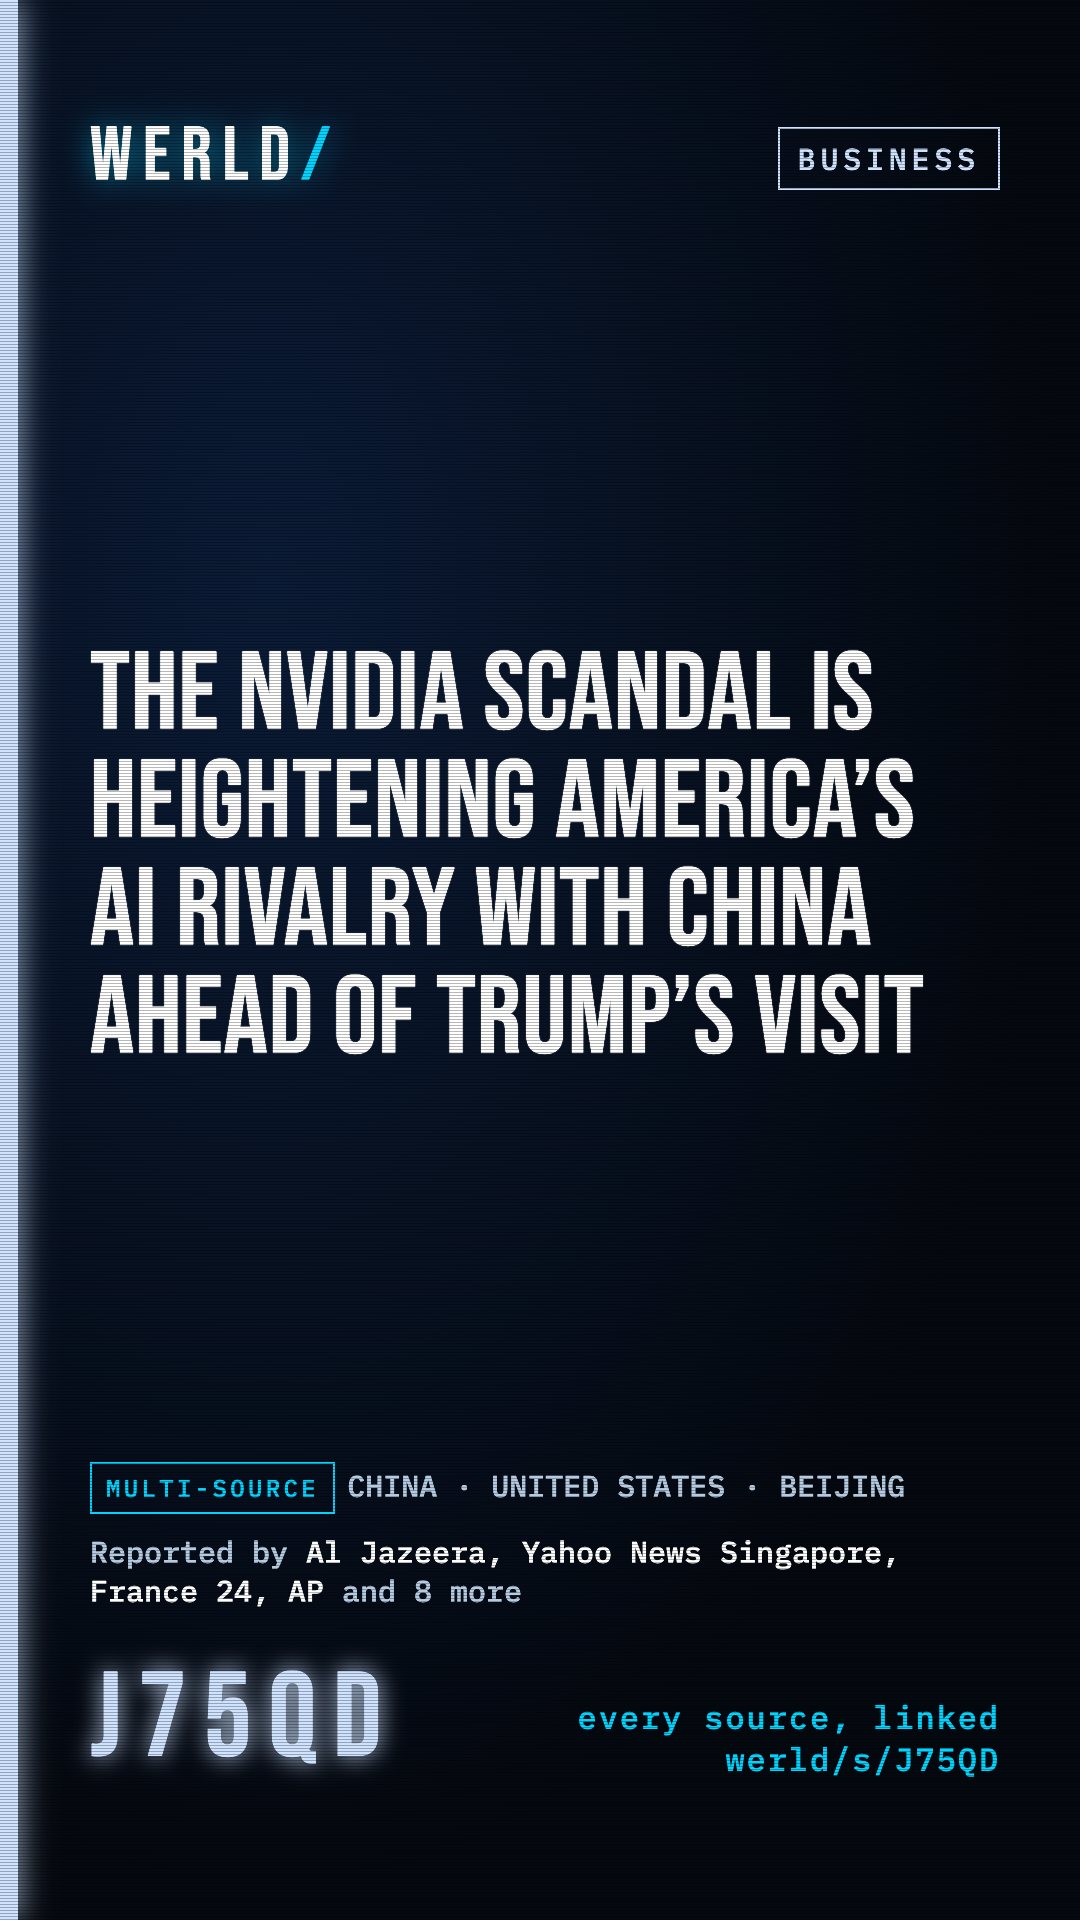 WERLD/
BUSINESS
THE NVIDIA SCANDAL IS
HEIGHTENING AMERICA’S
AI RIVALRY WITH CHINA
AHEAD OF TRUMP’S VISIT
MULTI-SOURCE CHINA · UNITED STATES · BEIJING
Reported by Al Jazeera, Yahoo News Singapore,
France 24, AP and 8 more
J75QD
every source, linked
werld/s/J75QD